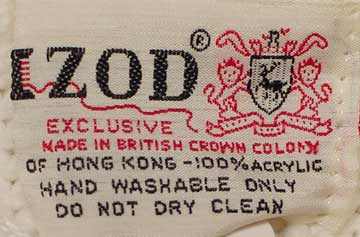 IZOD®
EXCLUSIVE
MADE IN BRITISH CROWN COLONY
OF HONG KONG-100% ACRYLIC
HAND WASHABLE ONLY
DO NOT DRY CLEAN